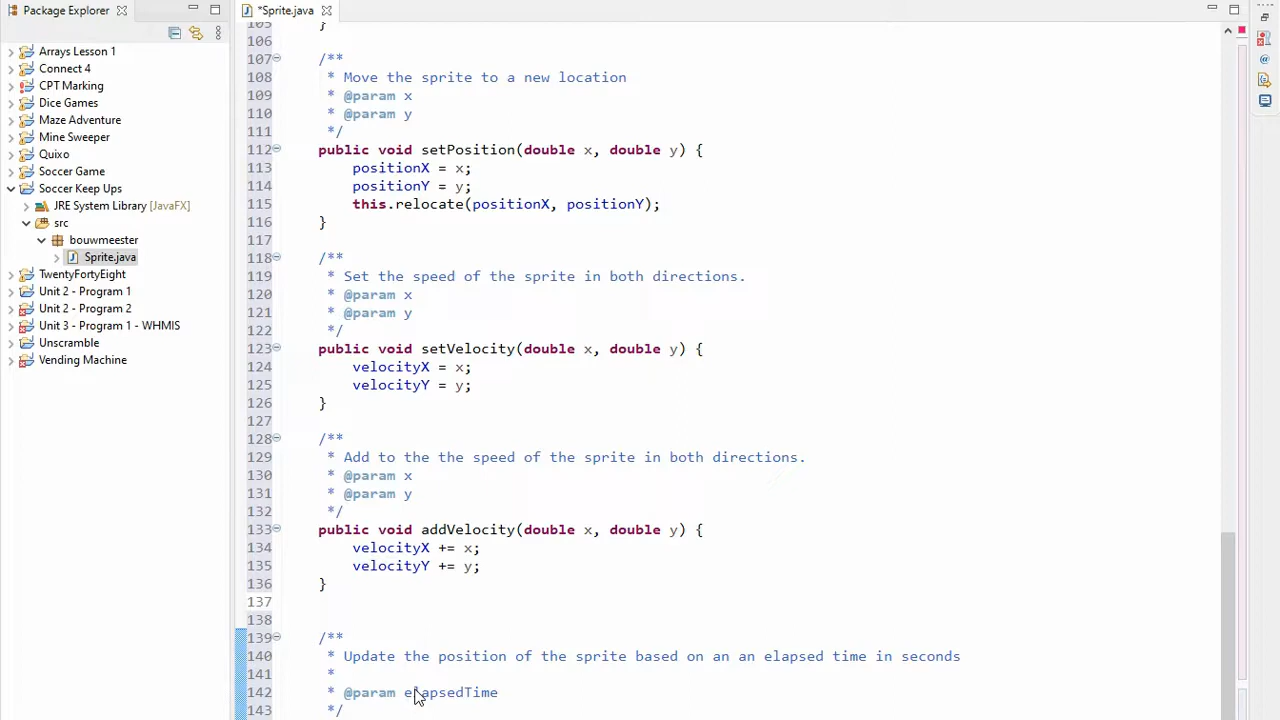 Package Explorer
*Sprite.java
Arrays Lesson 1
Connect 4
CPT Marking
Dice Games
Maze Adventure
Mine Sweeper
Quixo
Soccer Game
Soccer Keep Ups
JRE System Library [JavaFX]
src
bouwmeester
Sprite.java
TwentyFortyEight
Unit 2 - Program 1
Unit 2 - Program 2
Unit 3 - Program 1 - WHMIS
Unscramble
Vending Machine
105 }
106
107 /**
108 * Move the sprite to a new location
109 * @param x
110 * @param y
111 */
112 public void setPosition(double x, double y) {
113 positionX = x;
114 positionY = y;
115 this.relocate(positionX, positionY);
116 }
117
118 /**
119 * Set the speed of the sprite in both directions.
120 * @param x
121 * @param y
122 */
123 public void setVelocity(double x, double y) {
124 velocityX = x;
125 velocityY = y;
126 }
127
128 /**
129 * Add to the the speed of the sprite in both directions.
130 * @param x
131 * @param y
132 */
133 public void addVelocity(double x, double y) {
134 velocityX += x;
135 velocityY += y;
136 }
137
138
139 /**
140 * Update the position of the sprite based on an an elapsed time in seconds
141 *
142 * @param elapsedTime
143 */